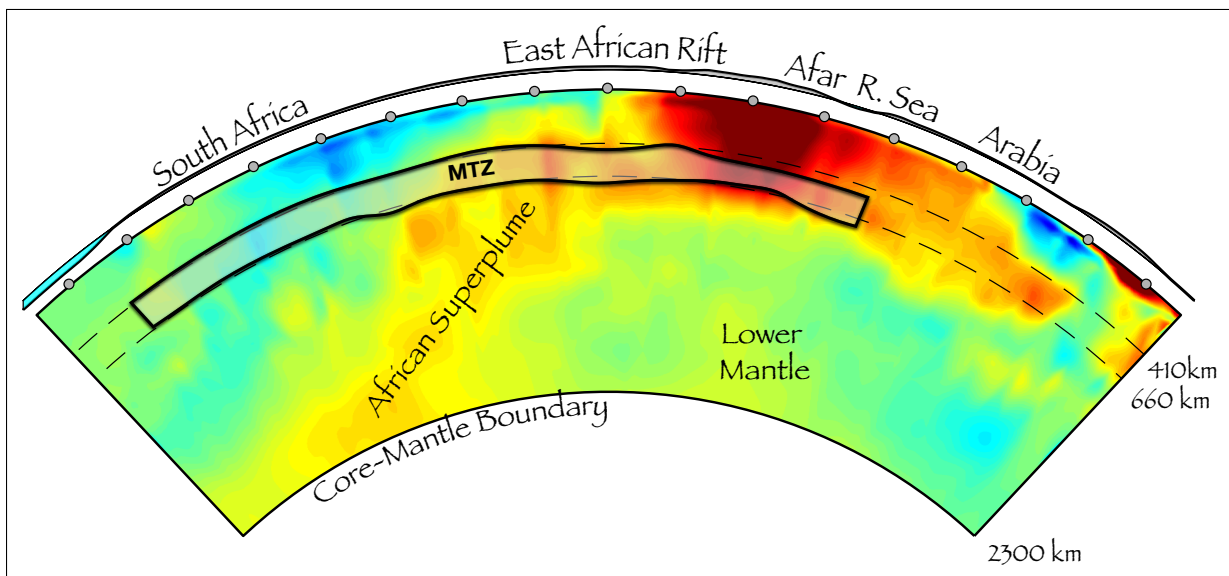 East African Rift
Afar R. Sea
South Africa
Arabia
MTZ
African Superplume
Lower
Mantle
410km
660 km
Core-Mantle Boundary
2300 km